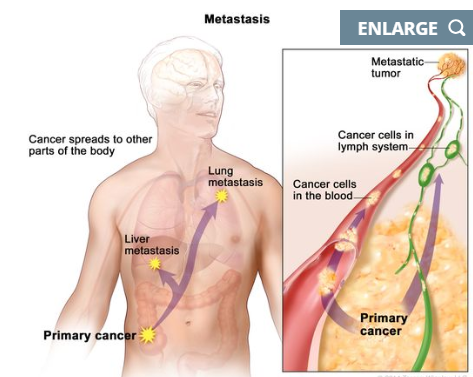 Metastasis
ENLARGE
Cancer spreads to other
parts of the body
Lung
metastasis
Liver
metastasis
Primary cancer
Metastatic
tumor
Cancer cells in
lymph system
Cancer cells
in the blood
Primary
cancer